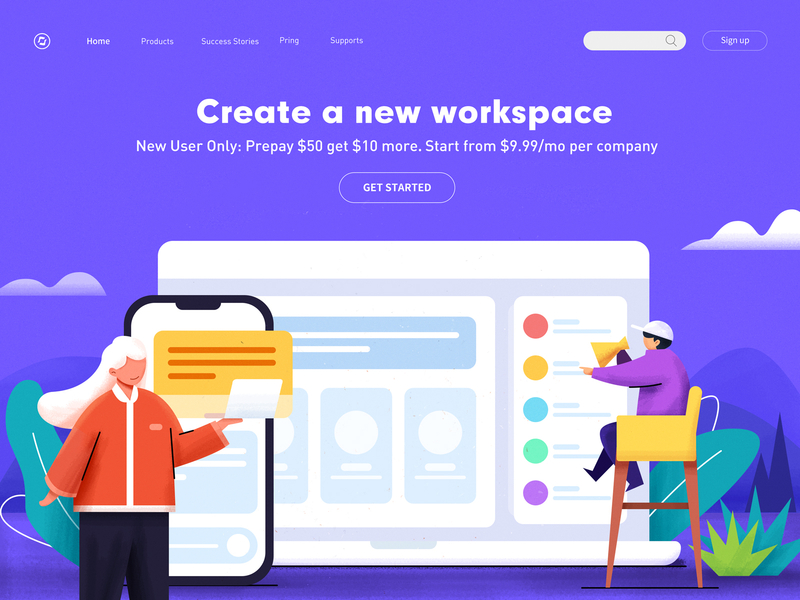 Home Products Success Stories Pring Supports Sign up
Create a new workspace
New User Only: Prepay $50 get $10 more. Start from $9.99/mo per company
GET STARTED